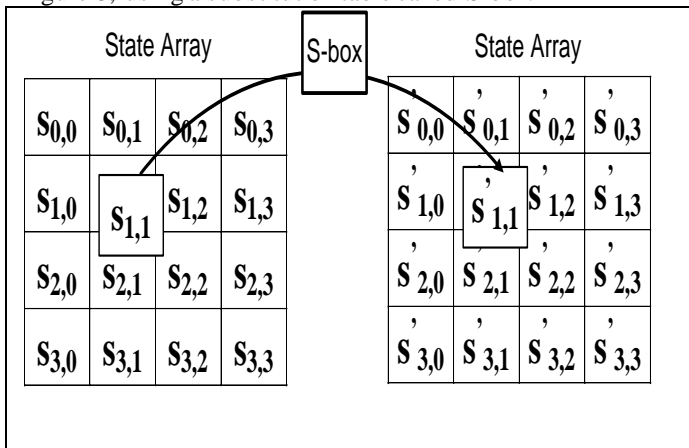 State Array S-box State Array
s0,0 s0,1 s0,2 s0,3 s'0,0 s'0,1 s'0,2 s'0,3
s1,0 s1,1 s1,2 s1,3 s'1,0 s'1,1 s'1,2 s'1,3
s2,0 s2,1 s2,2 s2,3 s'2,0 s'2,1 s'2,2 s'2,3
s3,0 s3,1 s3,2 s3,3 s'3,0 s'3,1 s'3,2 s'3,3